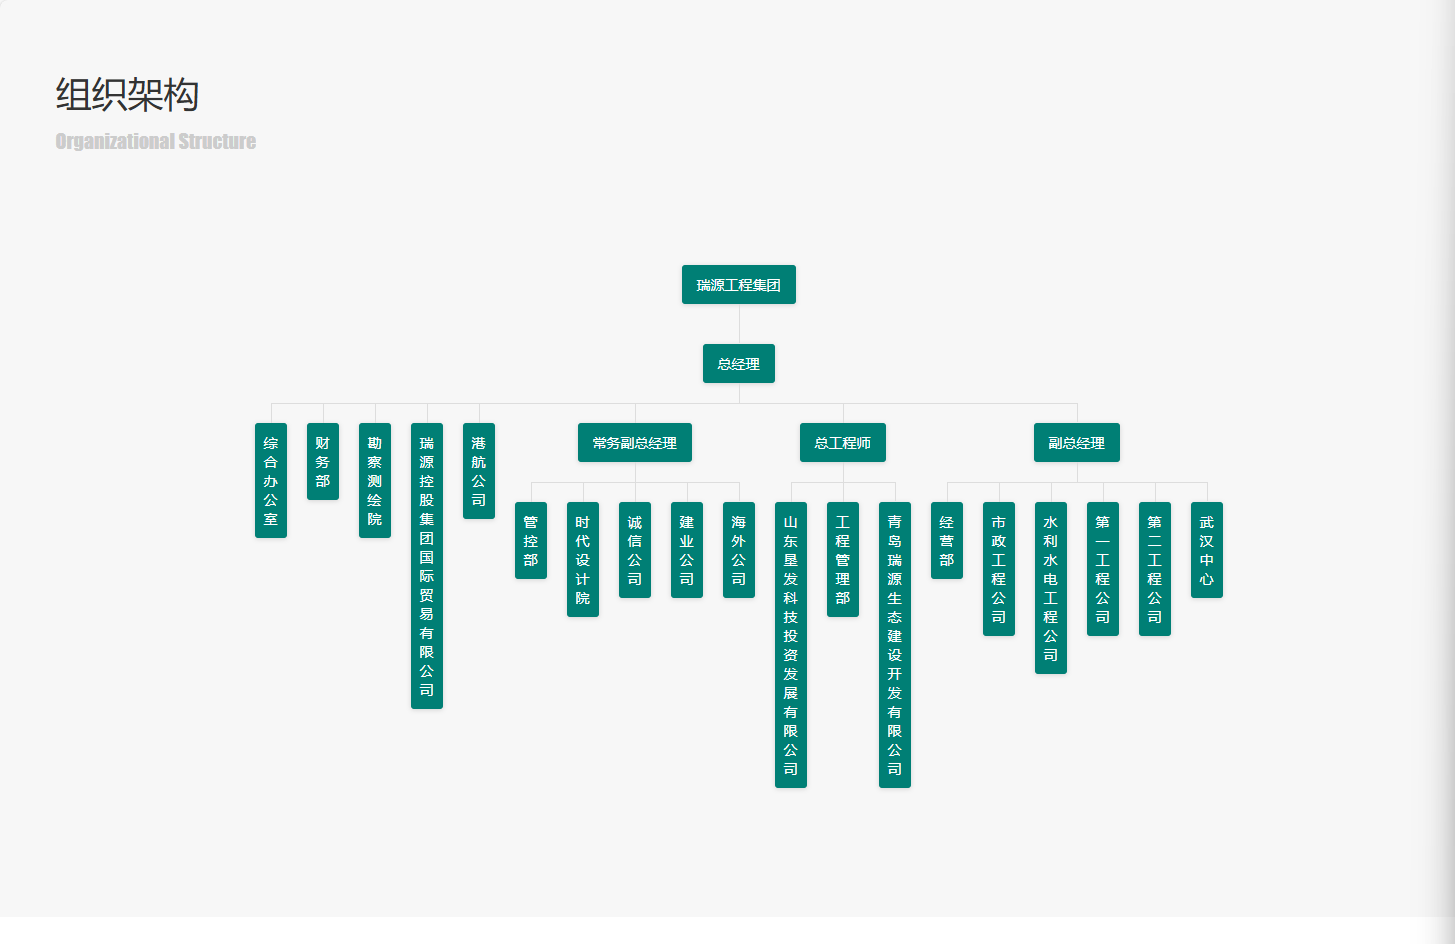 组织架构
Organizational Structure
瑞源工程集团
总经理
综合办公室
财务部
勘察测绘院
瑞源控股集团国际贸易有限公司
港航公司
常务副总经理
总工程师
副总经理
管控部
时代设计院
诚信公司
建业公司
海外公司
山东垦发科技投资发展有限公司
工程管理部
青岛瑞源生态建设开发有限公司
经营部
市政工程公司
水利水电工程公司
第一工程公司
第二工程公司
武汉中心